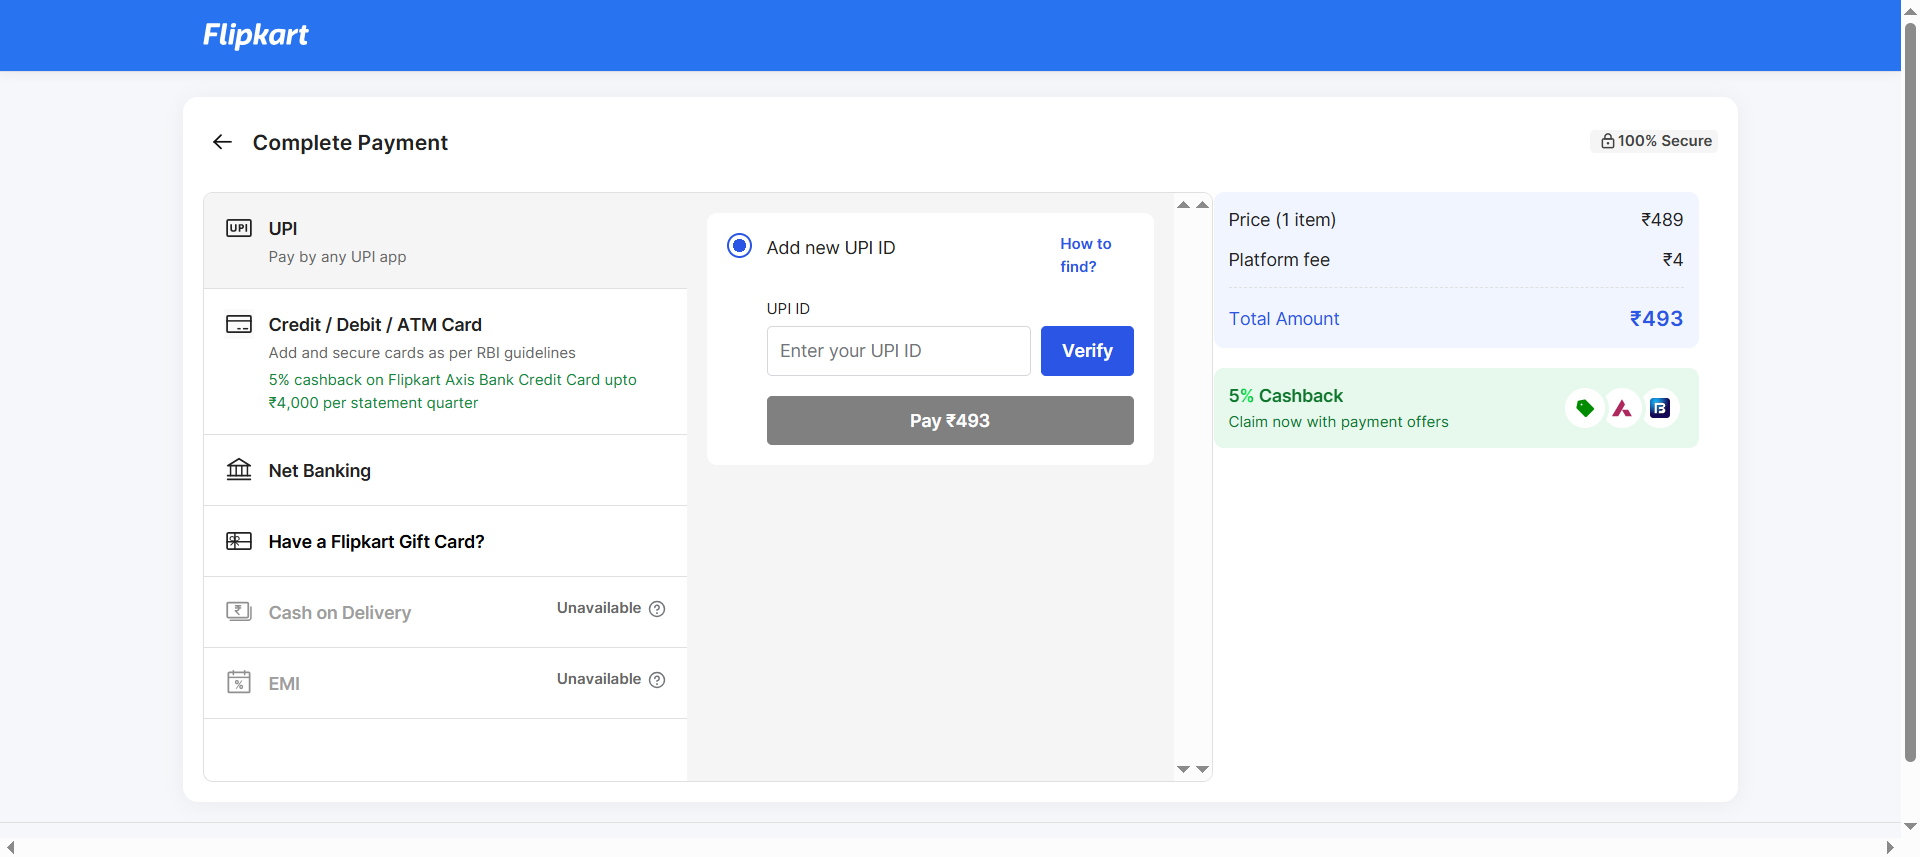 Flipkart
Complete Payment
100% Secure
UPI
UPI
Pay by any UPI app
Credit / Debit / ATM Card
Add and secure cards as per RBI guidelines
5% cashback on Flipkart Axis Bank Credit Card upto
₹4,000 per statement quarter
Net Banking
Have a Flipkart Gift Card?
Cash on Delivery
Unavailable
EMI
Unavailable
Add new UPI ID
How to
find?
UPI ID
Enter your UPI ID
Verify
Pay ₹493
Price (1 item)
₹489
Platform fee
₹4
Total Amount
₹493
5% Cashback
Claim now with payment offers